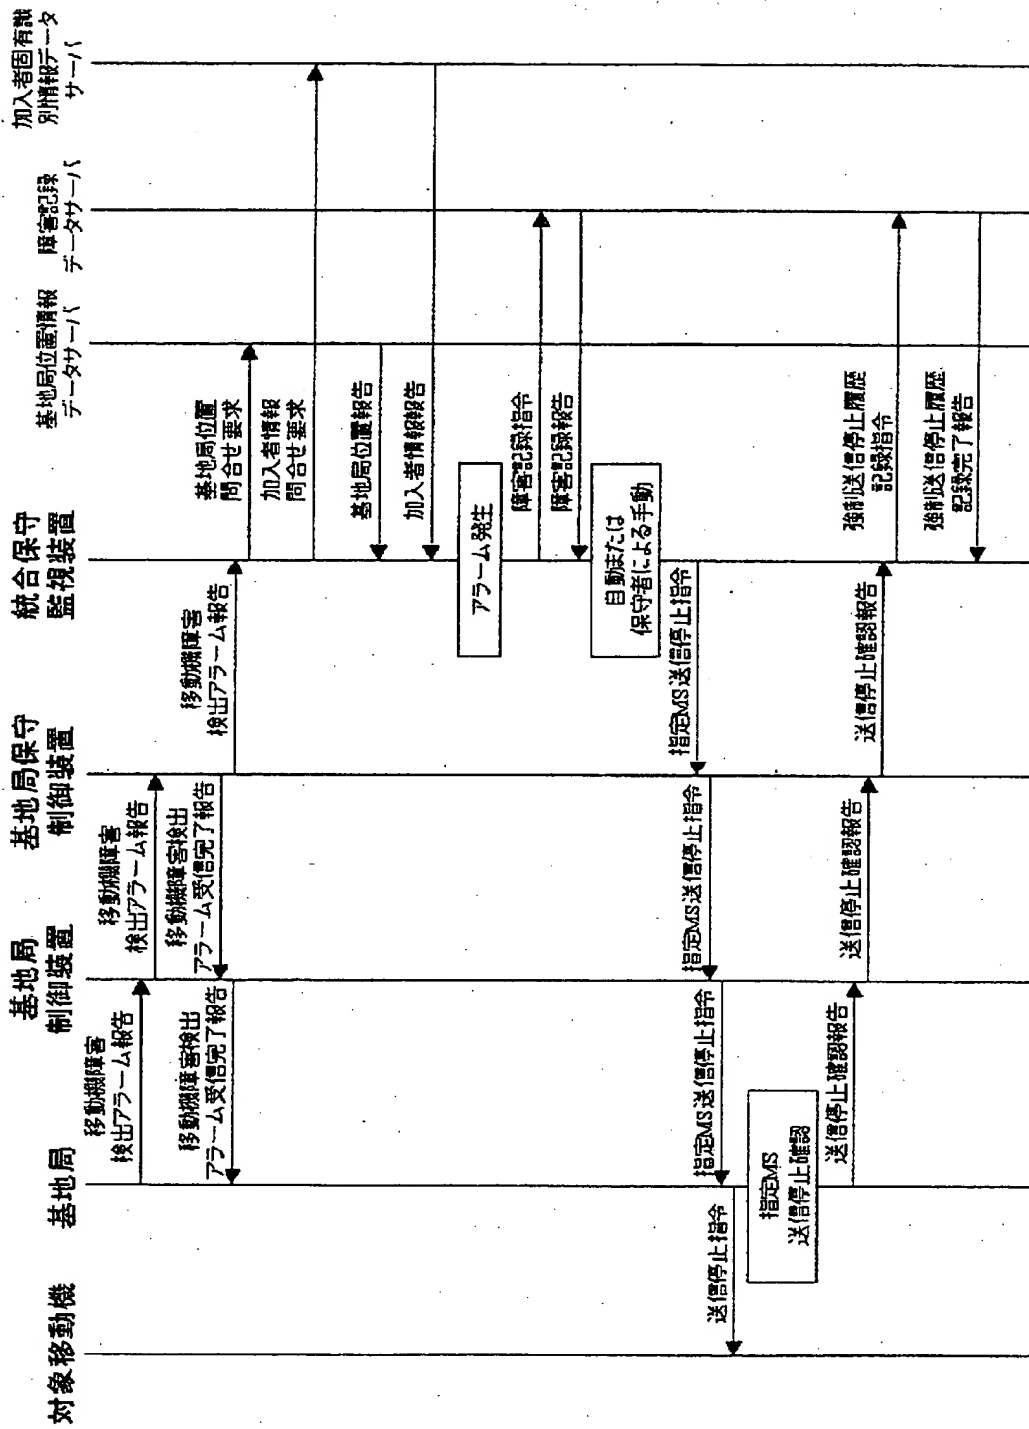 対象移動機
基地局
基地局
制御装置
基地局保守
制御装置
統合保守
監視装置
基地局位置情報
データサーバ
障害記録
データサーバ
加入者固有識
別情報データ
サーバ
移動機障害
検出アラーム報告
移動機障害
検出アラーム報告
移動機障害検出
アラーム受信完了報告
移動機障害検出
アラーム受信完了報告
移動機障害
検出アラーム報告
基地局位置
問合せ要求
加入者情報
問合せ要求
基地局位置報告
加入者情報報告
アラーム発生
障害記録指令
障害記録報告
自動または
保守者による手動
指定MS送信停止指令
指定MS送信停止指令
指定MS送信停止指令
送信停止指令
指定MS
送信停止確認
送信停止確認報告
送信停止確認報告
送信停止確認報告
強制送信停止履歴
記録指令
強制送信停止履歴
記録完了報告